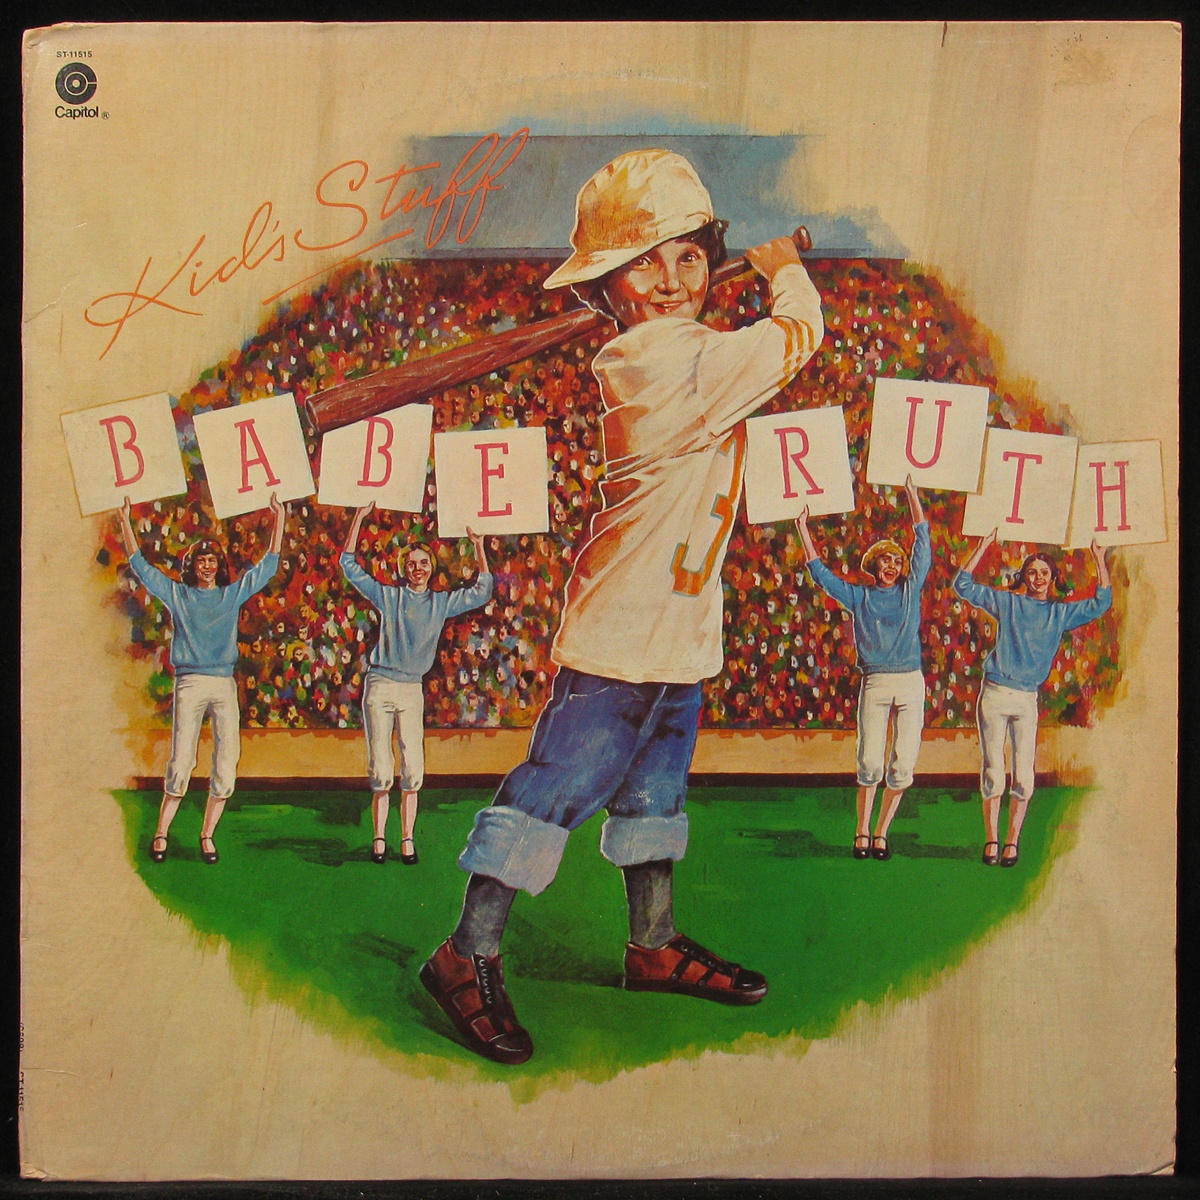 ST-11515
Capitol ®
Kid's Stuff
BABE RUTH
3